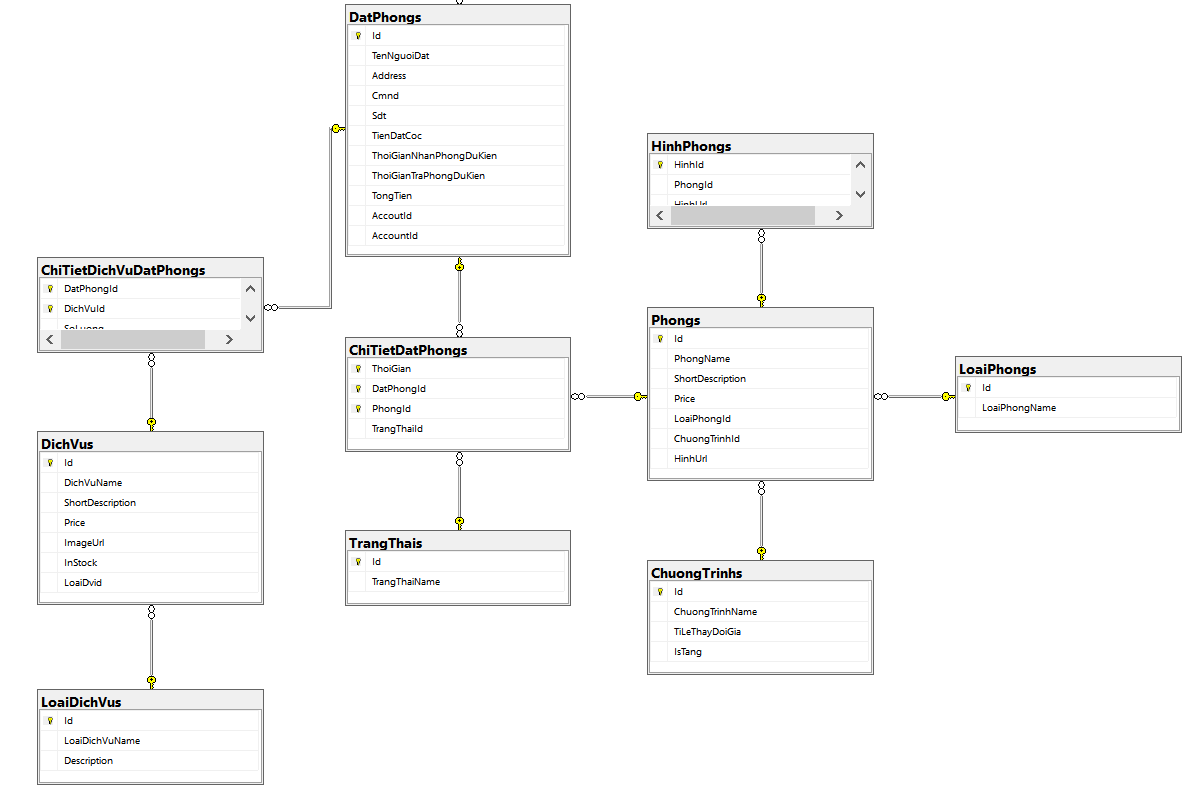 DatPhongs
Id
TenNguoiDat
Address
Cmnd
Sdt
TienDatCoc
ThoiGianNhanPhongDuKien
ThoiGianTraPhongDuKien
TongTien
AccoutId
AccountId
HinhPhongs
HinhId
PhongId
HinhUrl
ChiTietDichVuDatPhongs
DatPhongId
DichVuId
SoLuong
ChiTietDatPhongs
ThoiGian
DatPhongId
PhongId
TrangThaiId
Phongs
Id
PhongName
ShortDescription
Price
LoaiPhongId
ChuongTrinhId
HinhUrl
LoaiPhongs
Id
LoaiPhongName
DichVus
Id
DichVuName
ShortDescription
Price
ImageUrl
InStock
LoaiDvid
TrangThais
Id
TrangThaiName
ChuongTrinhs
Id
ChuongTrinhName
TiLeThayDoiGia
IsTang
LoaiDichVus
Id
LoaiDichVuName
Description